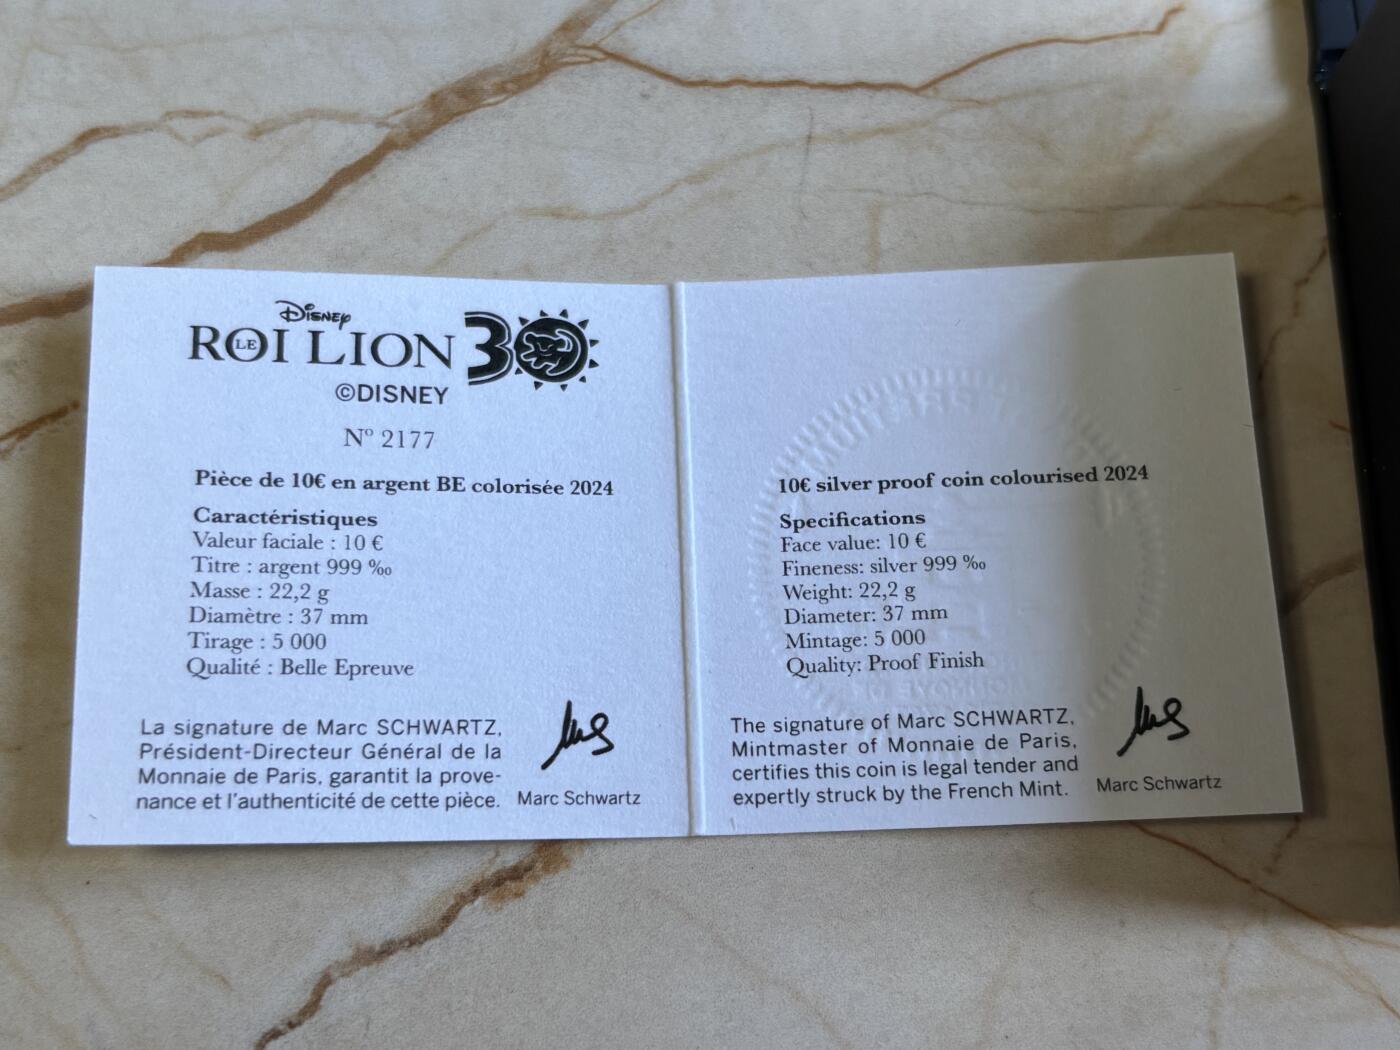 Disney
LE ROI LION 30
©DISNEY
Nº 2177
Pièce de 10€ en argent BE colorisée 2024
Caractéristiques
Valeur faciale : 10 €
Titre : argent 999 ‰
Masse : 22,2 g
Diamètre : 37 mm
Tirage : 5 000
Qualité : Belle Epreuve
La signature de Marc SCHWARTZ,
Président-Directeur Général de la
Monnaie de Paris, garantit la prove-
nance et l'authenticité de cette pièce.
Marc Schwartz
10€ silver proof coin colourised 2024
Specifications
Face value: 10 €
Fineness: silver 999 ‰
Weight: 22,2 g
Diameter: 37 mm
Mintage: 5 000
Quality: Proof Finish
The signature of Marc SCHWARTZ,
Mintmaster of Monnaie de Paris,
certifies this coin is legal tender and
expertly struck by the French Mint.
Marc Schwartz